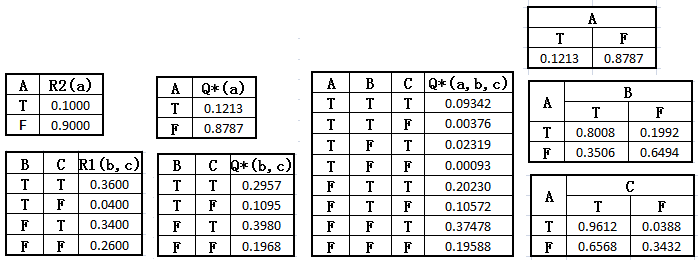 A R2(a)
T 0.1000
F 0.9000
B C R1(b,c)
T T 0.3600
T F 0.0400
F T 0.3400
F F 0.2600
A Q*(a)
T 0.1213
F 0.8787
B C Q*(b,c)
T T 0.2957
T F 0.1095
F T 0.3980
F F 0.1968
A B C Q*(a,b,c)
T T T 0.09342
T T F 0.00376
T F T 0.02319
T F F 0.00093
F T T 0.20230
F T F 0.10572
F F T 0.37478
F F F 0.19588
A
T F
0.1213 0.8787
A B
T F
T 0.8008 0.1992
F 0.3506 0.6494
A C
T F
T 0.9612 0.0388
F 0.6568 0.3432